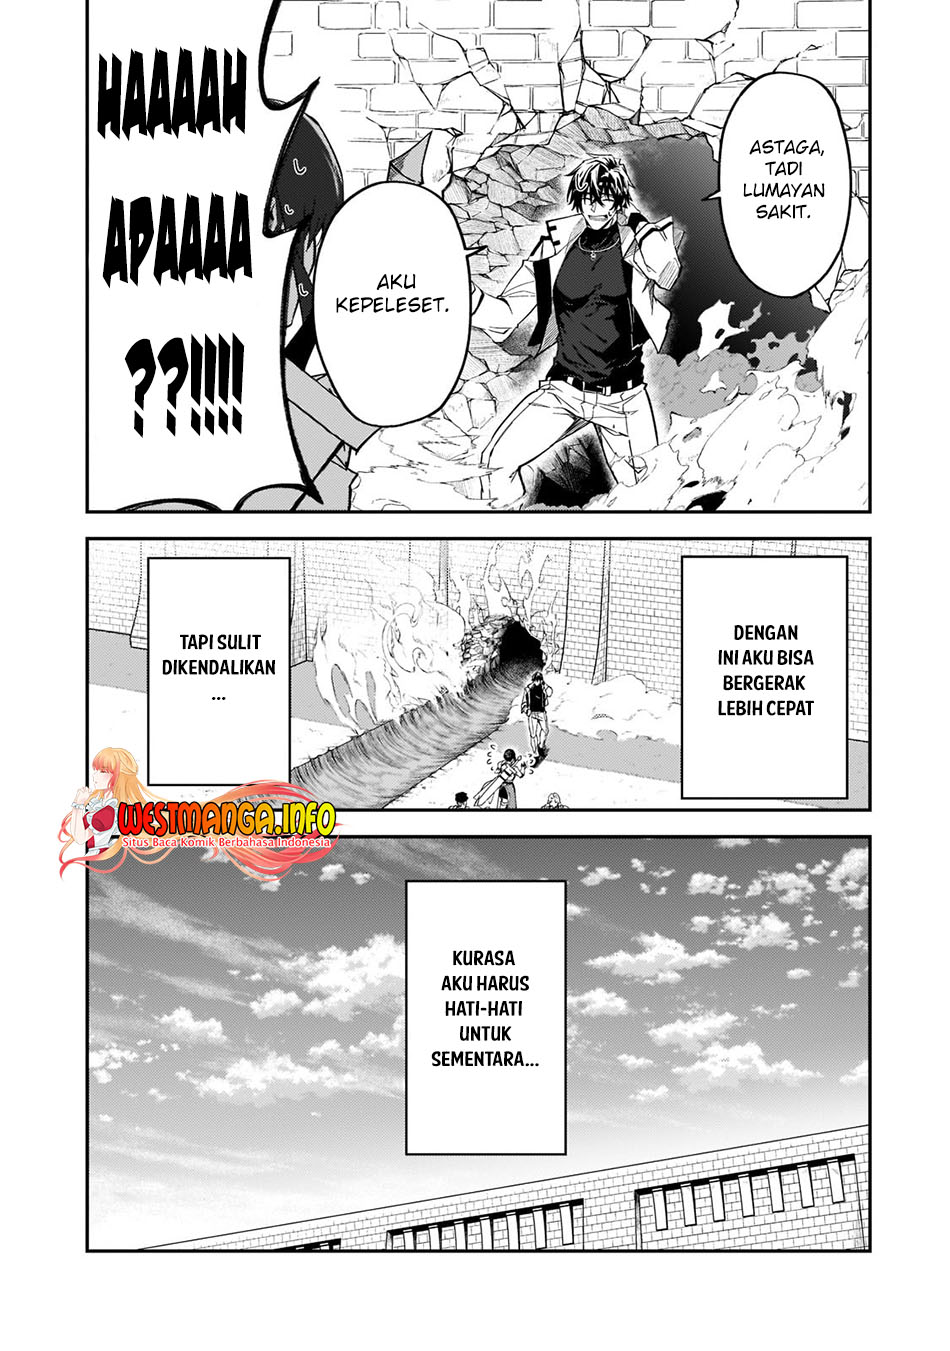 ASTAGA,
TADI
LUMAYAN
SAKIT.
AKU
KEPELESET.
HAAAAH
APAAAA
??!!!!
DENGAN
INI AKU BISA
BERGERAK
LEBIH CEPAT
TAPI SULIT
DIKENDALIKAN
...
WESTMANGA.INFO
Situs Baca Komik Berbahasa Indonesia
KURASA
AKU HARUS
HATI-HATI
UNTUK
SEMENTARA...